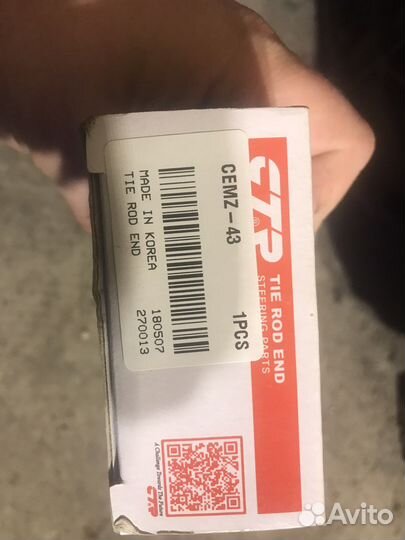 CEMZ-43
1PCS
MADE IN KOREA
180507
TIE ROD END
270013
CTR®
TIE ROD END
STEERING PARTS
A Challenge Towards The Future
CTR
Avito